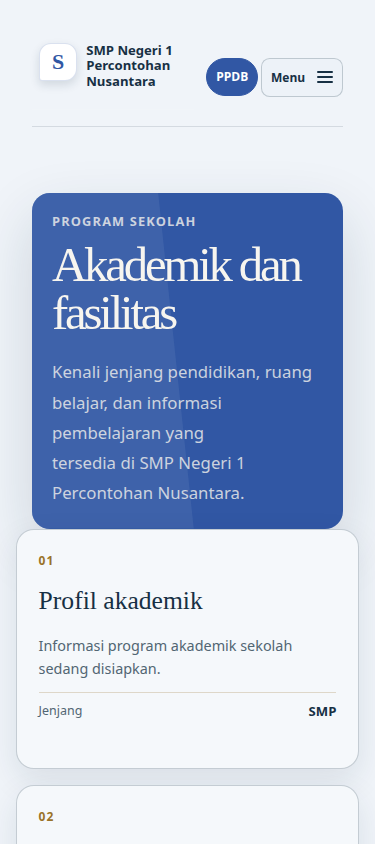 S
SMP Negeri 1
Percontohan
Nusantara
PPDB
Menu
PROGRAM SEKOLAH
Akademik dan
fasilitas
Kenali jenjang pendidikan, ruang
belajar, dan informasi
pembelajaran yang
tersedia di SMP Negeri 1
Percontohan Nusantara.
01
Profil akademik
Informasi program akademik sekolah
sedang disiapkan.
Jenjang SMP
02